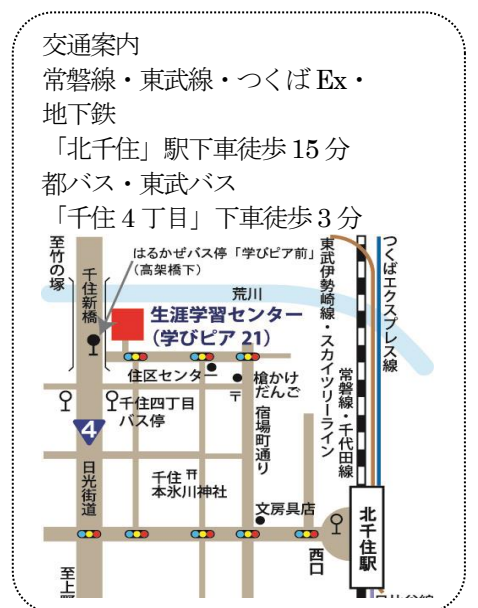 交通案内
常磐線・東武線・つくば Ex・
地下鉄
「北千住」駅下車徒歩 15 分
都バス・東武バス
「千住 4 丁目」下車徒歩 3 分
至竹の塚
千住新橋
はるかぜバス停「学びピア前」
(高架橋下)
荒川
東武伊勢崎線・スカイツリーライン
つくばエクスプレス線
生涯学習センター
(学びピア 21)
住区センター
槍かけ
だんご
〒
常磐線・千代田線
千住四丁目
バス停
宿場町通り
4
日光街道
千住
本氷川神社
文房具店
北千住駅
西口
至上野